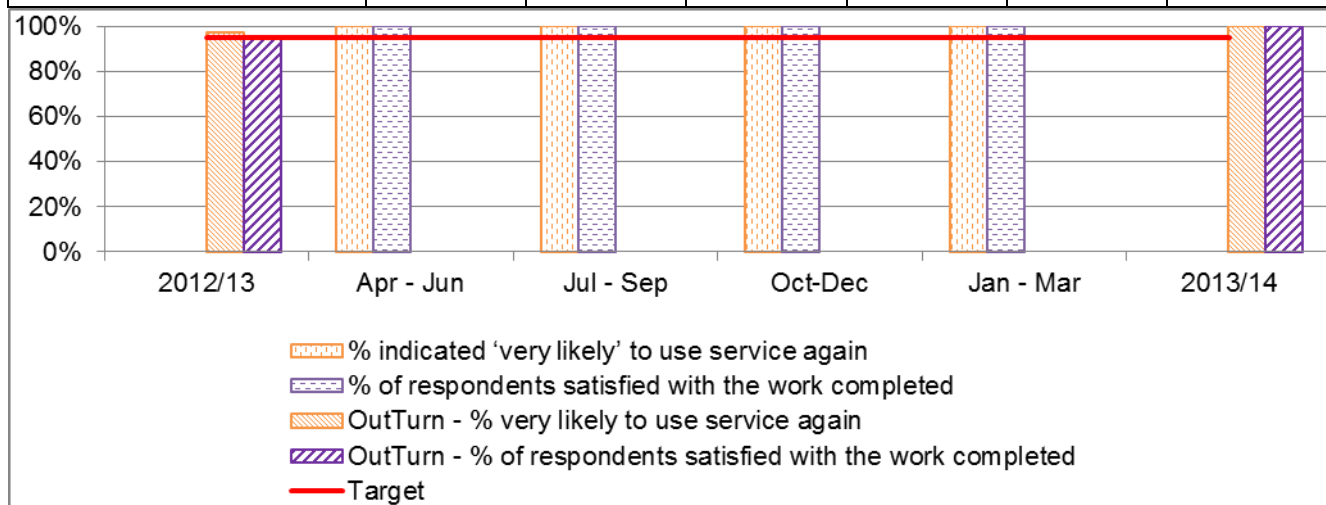 100%
80%
60%
40%
20%
0%
2012/13 Apr - Jun Jul - Sep Oct-Dec Jan - Mar 2013/14
% indicated ‘very likely’ to use service again
% of respondents satisfied with the work completed
OutTurn - % very likely to use service again
OutTurn - % of respondents satisfied with the work completed
Target